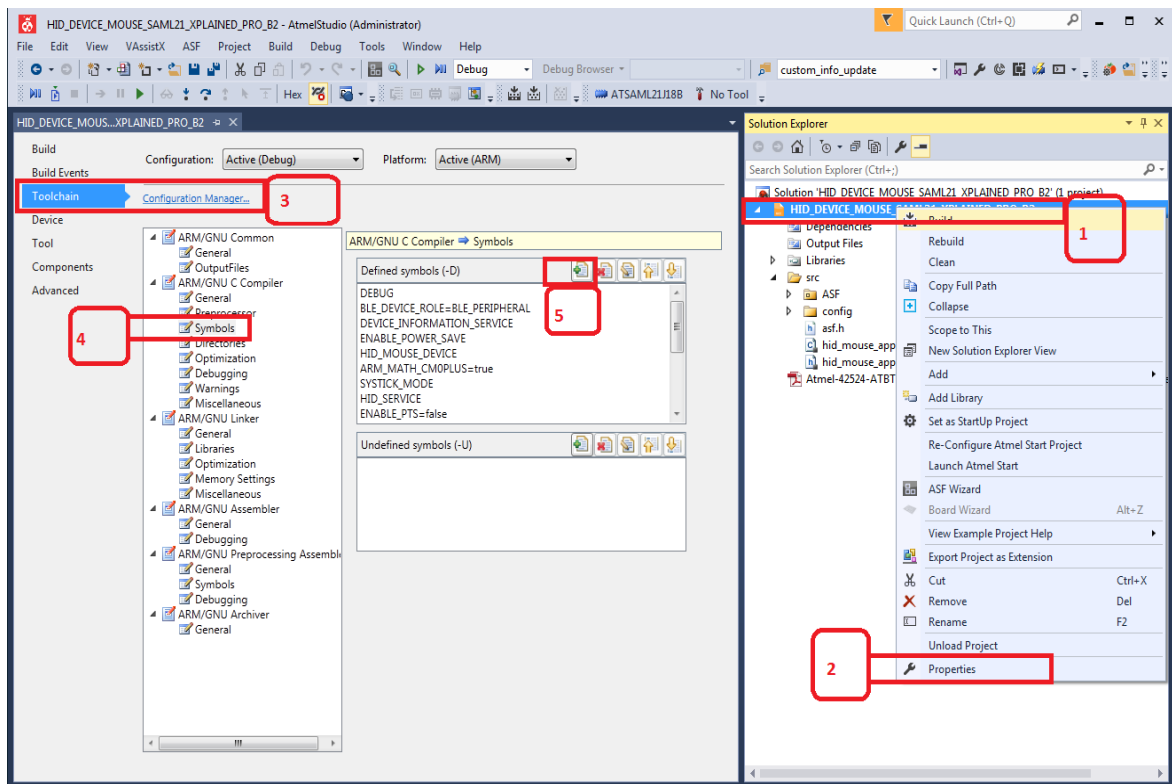 HID_DEVICE_MOUSE_SAML21_XPLAINED_PRO_B2 - AtmelStudio (Administrator)
Quick Launch (Ctrl+Q)
File Edit View VAssistX ASF Project Build Debug Tools Window Help
Debug Debug Browser custom_info_update
Hex ATSAML21J18B No Tool
HID_DEVICE_MOUS...XPLAINED_PRO_B2
Build
Build Events
Toolchain
Device
Tool
Components
Advanced
Configuration: Active (Debug) Platform: Active (ARM)
Configuration Manager...
3
ARM/GNU Common
General
OutputFiles
ARM/GNU C Compiler
General
Preprocessor
Symbols
Directories
Optimization
Debugging
Warnings
Miscellaneous
ARM/GNU Linker
General
Libraries
Optimization
Memory Settings
Miscellaneous
ARM/GNU Assembler
General
Debugging
ARM/GNU Preprocessing Assembl
General
Symbols
Debugging
ARM/GNU Archiver
General
4
ARM/GNU C Compiler Symbols
Defined symbols (-D)
5
DEBUG
BLE_DEVICE_ROLE=BLE_PERIPHERAL
DEVICE_INFORMATION_SERVICE
ENABLE_POWER_SAVE
HID_MOUSE_DEVICE
ARM_MATH_CM0PLUS=true
SYSTICK_MODE
HID_SERVICE
ENABLE_PTS=false
Undefined symbols (-U)
Solution Explorer
Search Solution Explorer (Ctrl+;)
Solution 'HID_DEVICE_MOUSE_SAML21_XPLAINED_PRO_B2' (1 project)
HID_DEVICE_MOUSE_SAML21_XPLAINED_PRO_B2
1
Dependencies
Output Files
Libraries
src
ASF
config
asf.h
hid_mouse_app
hid_mouse_app
Atmel-42524-ATBT
Build
Rebuild
Clean
Copy Full Path
Collapse
Scope to This
New Solution Explorer View
Add
Add Library
Set as StartUp Project
Re-Configure Atmel Start Project
Launch Atmel Start
ASF Wizard
Board Wizard Alt+Z
View Example Project Help
Export Project as Extension
Cut Ctrl+X
Remove Del
Rename F2
Unload Project
Properties
2